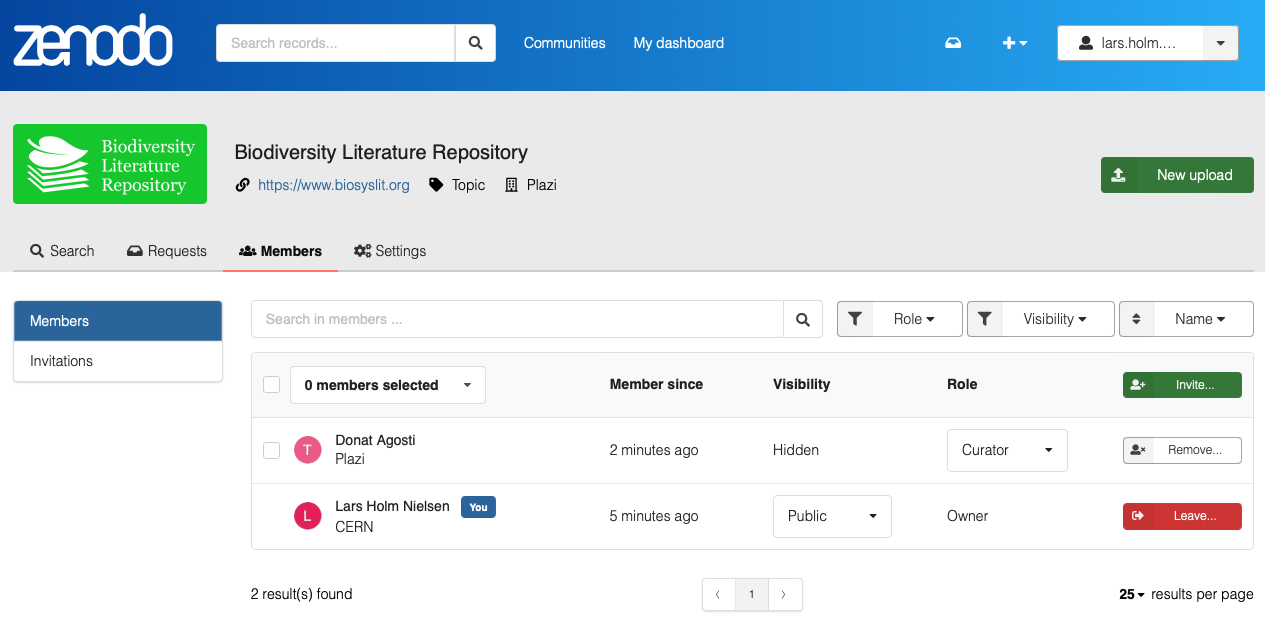 zenodo
Search records...
Communities
My dashboard
lars.holm....
Biodiversity
Literature
Repository
Biodiversity Literature Repository
https://www.biosyslit.org
Topic
Plazi
New upload
Search
Requests
Members
Settings
Members
Invitations
Search in members ...
Role
Visibility
Name
0 members selected
Member since
Visibility
Role
Invite...
T
Donat Agosti
Plazi
2 minutes ago
Hidden
Curator
Remove...
L
Lars Holm Nielsen
You
CERN
5 minutes ago
Public
Owner
Leave...
2 result(s) found
1
25 results per page